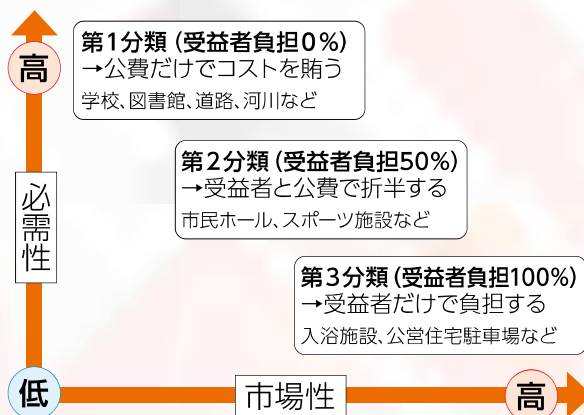 高
第1分類（受益者負担0％）
→公費だけでコストを賄う
学校、図書館、道路、河川など
第2分類（受益者負担50％）
→受益者と公費で折半する
市民ホール、スポーツ施設など
必需性
第3分類（受益者負担100％）
→受益者だけで負担する
入浴施設、公営住宅駐車場など
低
市場性
高